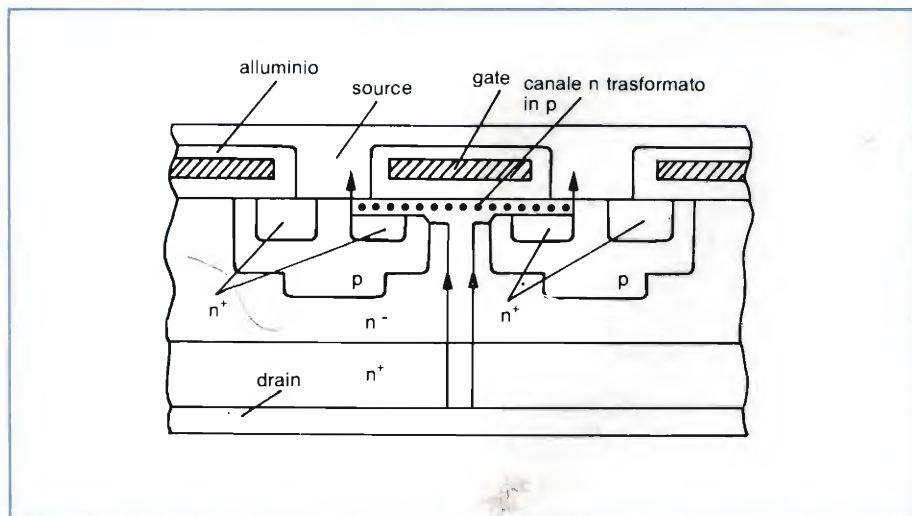 alluminio
source
gate
canale n trasformato
in p
p
p
n⁺
n⁺
n⁻
n⁺
drain